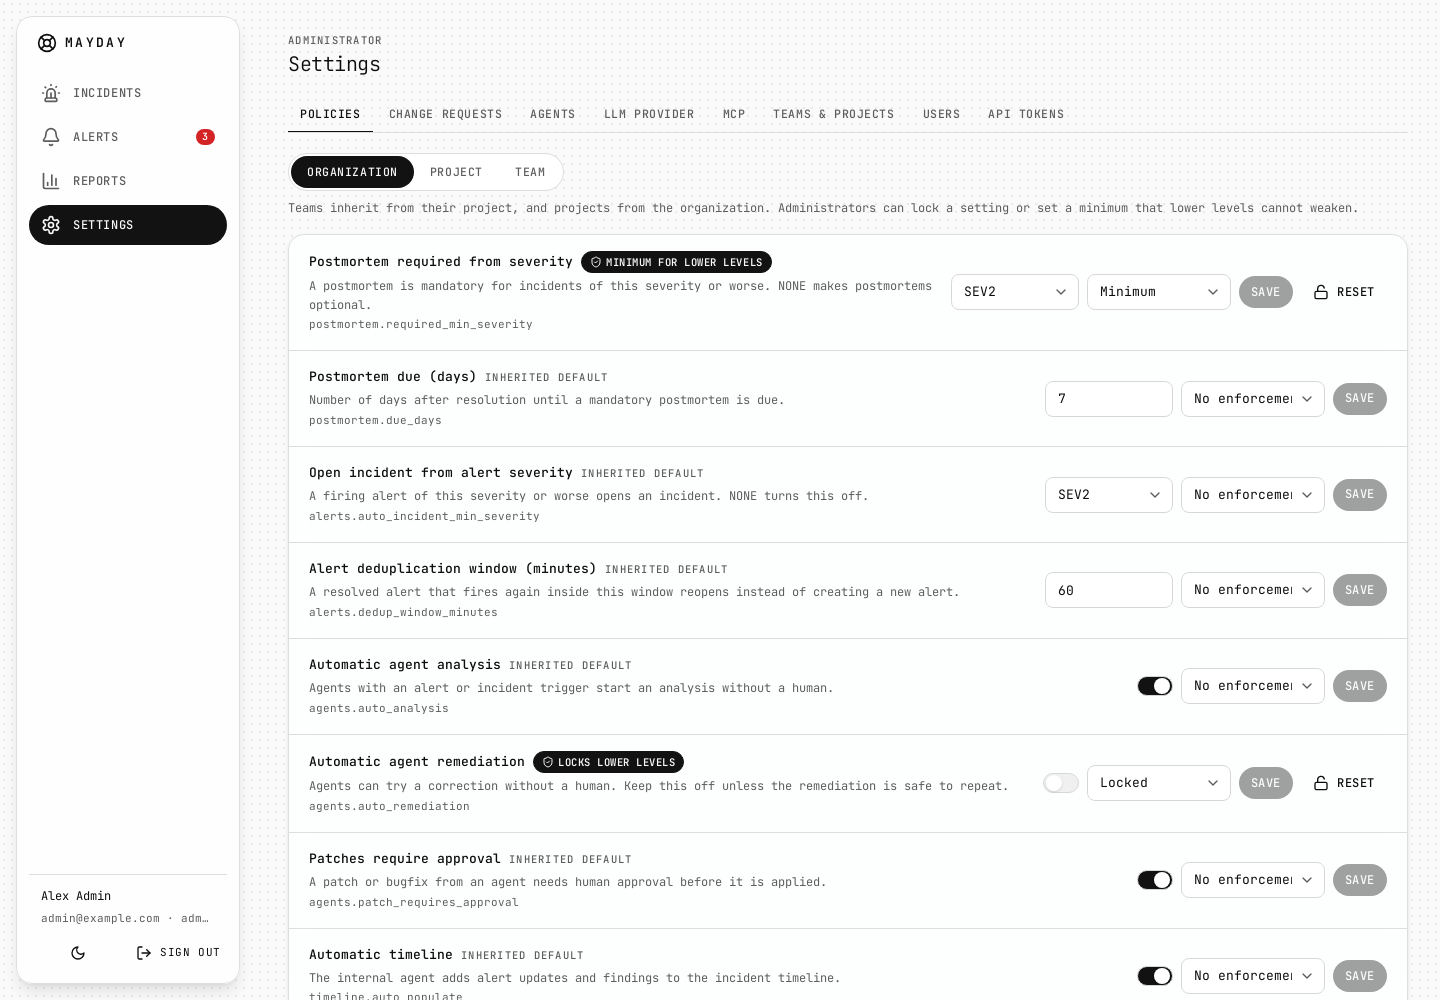 MAYDAY
INCIDENTS
ALERTS
3
REPORTS
SETTINGS
Alex Admin
admin@example.com · adm…
SIGN OUT
ADMINISTRATOR
Settings
POLICIES
CHANGE REQUESTS
AGENTS
LLM PROVIDER
MCP
TEAMS & PROJECTS
USERS
API TOKENS
ORGANIZATION
PROJECT
TEAM
Teams inherit from their project, and projects from the organization. Administrators can lock a setting or set a minimum that lower levels cannot weaken.
Postmortem required from severity MINIMUM FOR LOWER LEVELS
A postmortem is mandatory for incidents of this severity or worse. NONE makes postmortems
optional.
postmortem.required_min_severity
SEV2
Minimum
SAVE
RESET
Postmortem due (days) INHERITED DEFAULT
Number of days after resolution until a mandatory postmortem is due.
postmortem.due_days
7
No enforcemen
SAVE
Open incident from alert severity INHERITED DEFAULT
A firing alert of this severity or worse opens an incident. NONE turns this off.
alerts.auto_incident_min_severity
SEV2
No enforcemen
SAVE
Alert deduplication window (minutes) INHERITED DEFAULT
A resolved alert that fires again inside this window reopens instead of creating a new alert.
alerts.dedup_window_minutes
60
No enforcemen
SAVE
Automatic agent analysis INHERITED DEFAULT
Agents with an alert or incident trigger start an analysis without a human.
agents.auto_analysis
No enforcemen
SAVE
Automatic agent remediation LOCKS LOWER LEVELS
Agents can try a correction without a human. Keep this off unless the remediation is safe to repeat.
agents.auto_remediation
Locked
SAVE
RESET
Patches require approval INHERITED DEFAULT
A patch or bugfix from an agent needs human approval before it is applied.
agents.patch_requires_approval
No enforcemen
SAVE
Automatic timeline INHERITED DEFAULT
The internal agent adds alert updates and findings to the incident timeline.
timeline.auto_populate
No enforcemen
SAVE